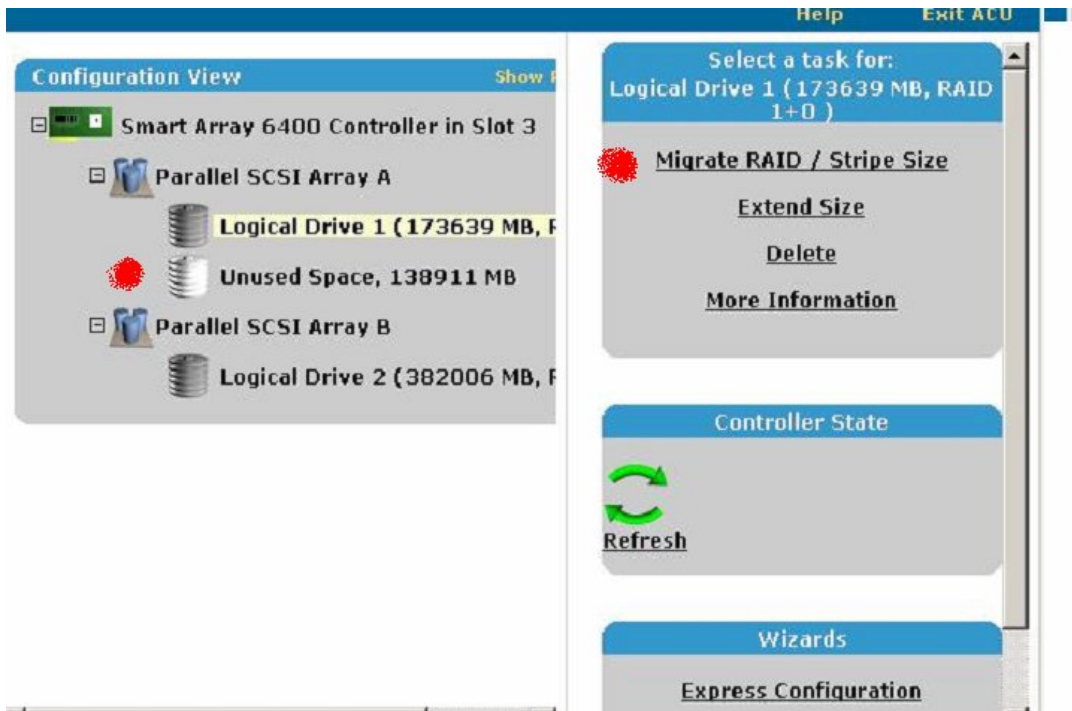 Help Exit ACU
Configuration View Show
Smart Array 6400 Controller in Slot 3
Parallel SCSI Array A
Logical Drive 1 (173639 MB,
Unused Space, 138911 MB
Parallel SCSI Array B
Logical Drive 2 (382006 MB,
Select a task for:
Logical Drive 1 ( 173639 MB, RAID
1+0 )
Migrate RAID / Stripe Size
Extend Size
Delete
More Information
Controller State
Refresh
Wizards
Express Configuration